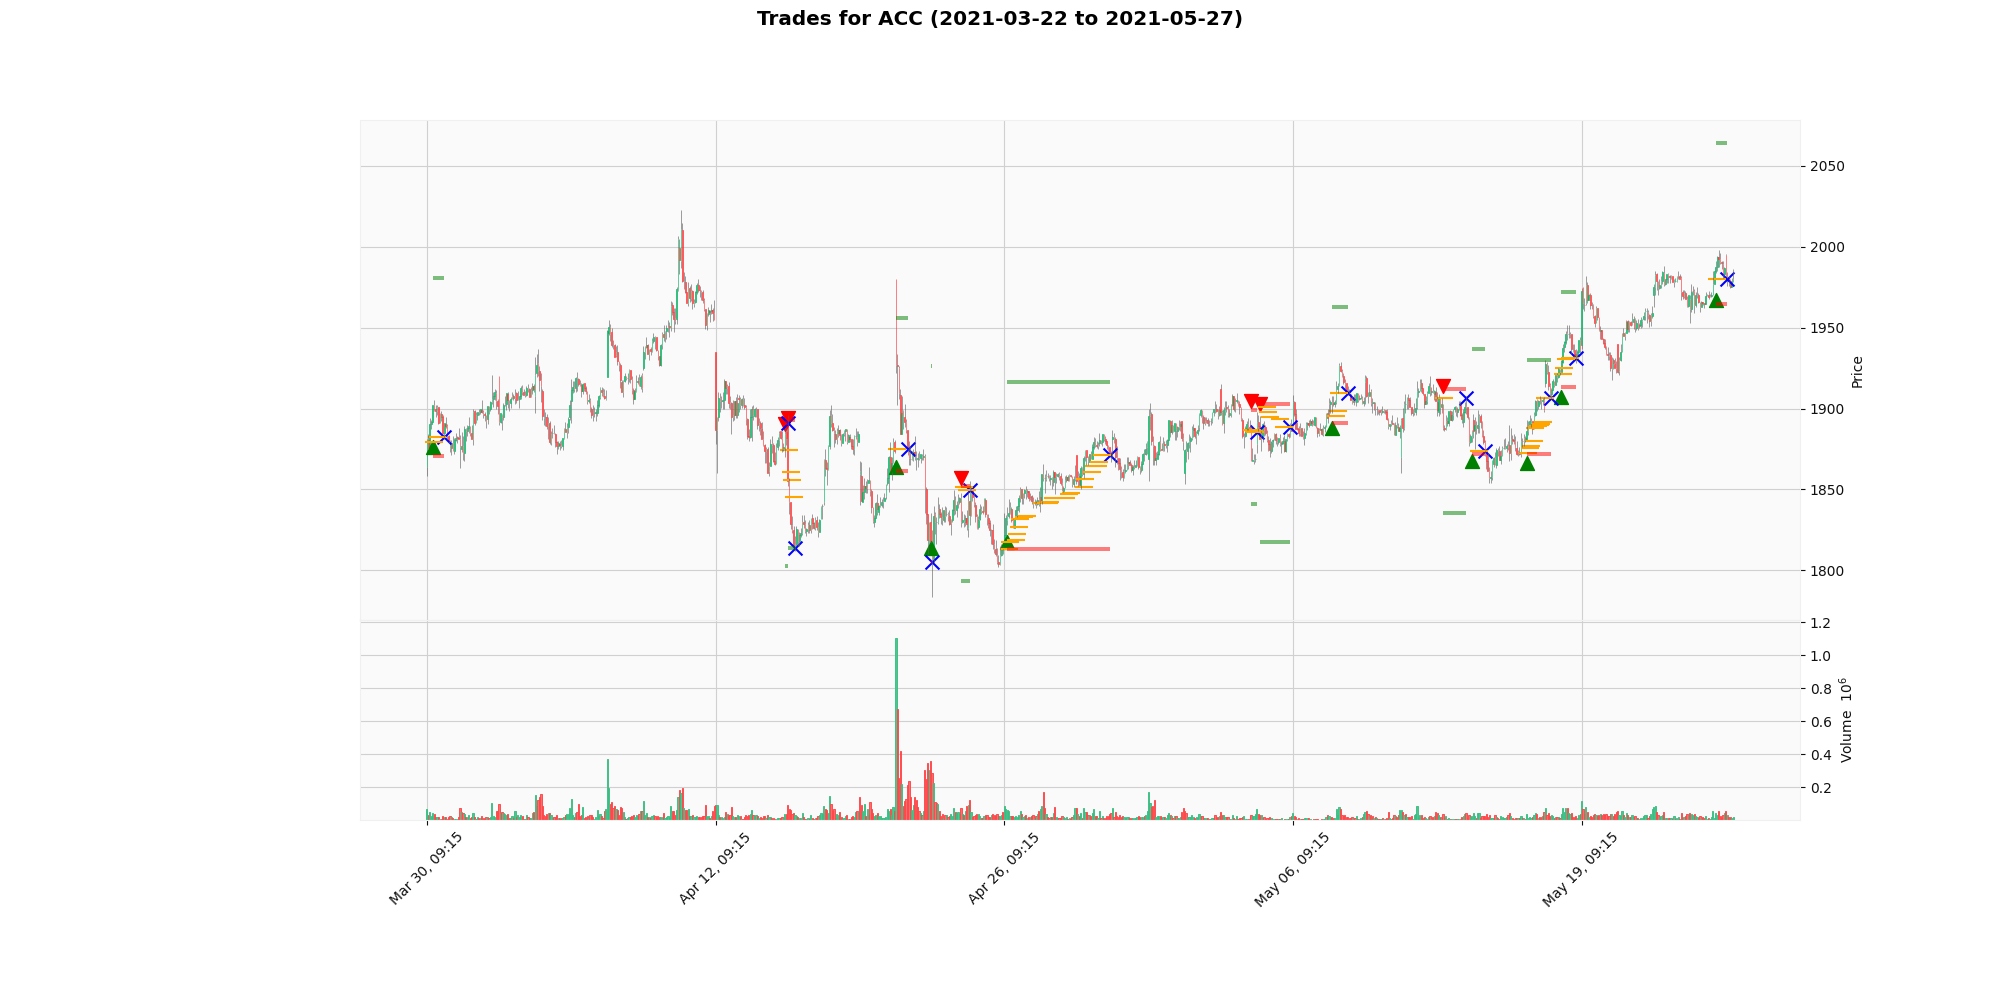 Trades for ACC (2021-03-22 to 2021-05-27)
2050
2000
1950
1900
1850
1800
Price
1.2
1.0
0.8
0.6
0.4
0.2
Volume 10^6
Mar 30, 09:15
Apr 12, 09:15
Apr 26, 09:15
May 06, 09:15
May 19, 09:15